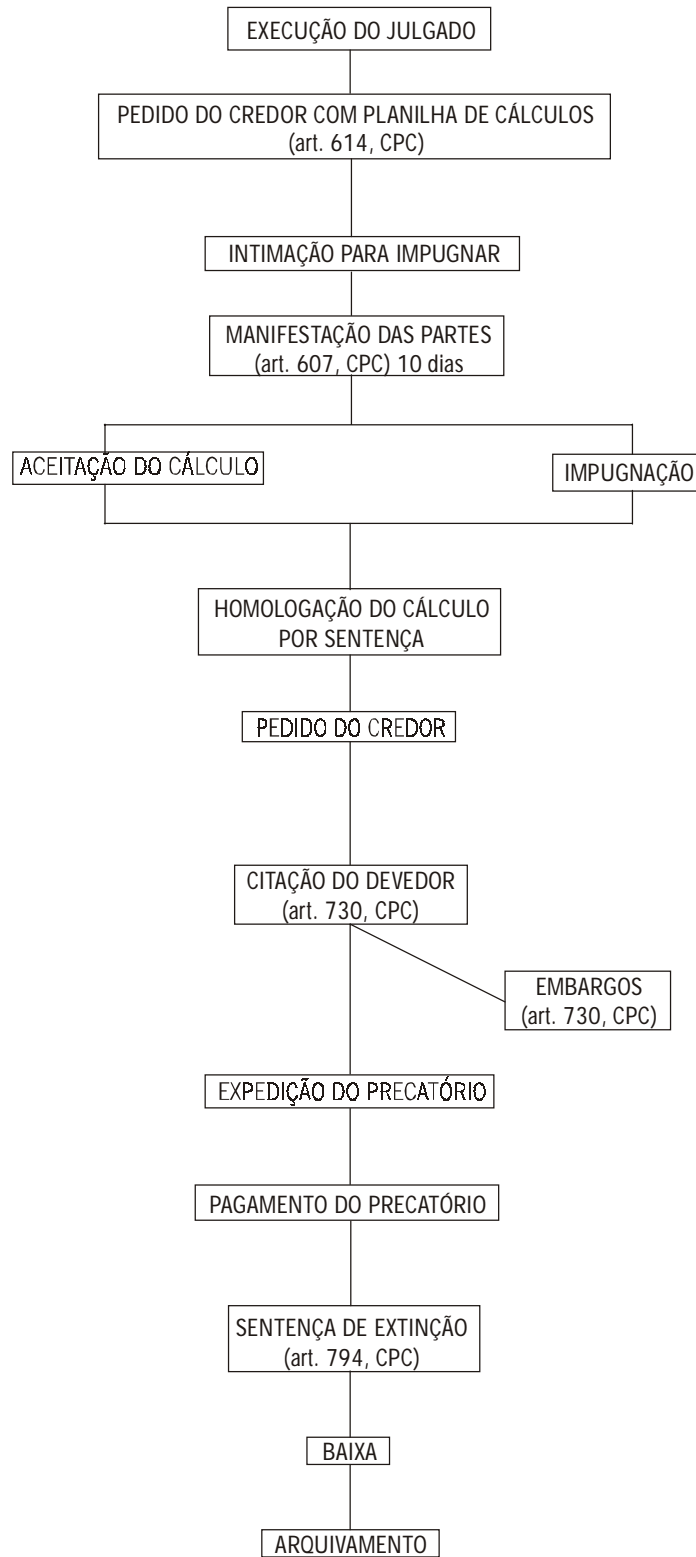 EXECUÇÃO DO JULGADO
PEDIDO DO CREDOR COM PLANILHA DE CÁLCULOS
(art. 614, CPC)
INTIMAÇÃO PARA IMPUGNAR
MANIFESTAÇÃO DAS PARTES
(art. 607, CPC) 10 dias
ACEITAÇÃO DO CÁLCULO
IMPUGNAÇÃO
HOMOLOGAÇÃO DO CÁLCULO
POR SENTENÇA
PEDIDO DO CREDOR
CITAÇÃO DO DEVEDOR
(art. 730, CPC)
EMBARGOS
(art. 730, CPC)
EXPEDIÇÃO DO PRECATÓRIO
PAGAMENTO DO PRECATÓRIO
SENTENÇA DE EXTINÇÃO
(art. 794, CPC)
BAIXA
ARQUIVAMENTO